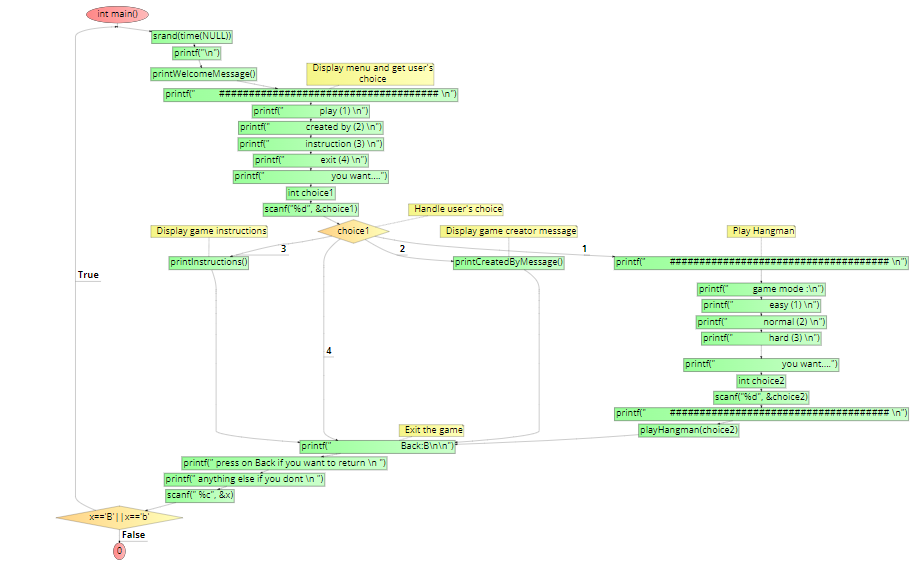 int main()
srand(time(NULL))
printf("\n")
printWelcomeMessage()
Display menu and get user's
choice
printf(" ##################################### \n")
play (1) \n")
printf(" play (1) \n")
printf(" created by (2) \n")
printf(" instruction (3) \n")
printf(" exit (4) \n")
printf(" you want....")
int choice1
scanf("%d", &choice1)
Handle user's choice
choice1
Display game instructions
Display game creator message
Play Hangman
3
2
1
printInstructions()
printCreatedByMessage()
printf(" ##################################### \n")
True
printf(" game mode :\n")
printf(" easy (1) \n")
printf(" normal (2) \n")
printf(" hard (3) \n")
4
printf(" you want....")
int choice2
scanf("%d", &choice2)
printf(" ##################################### \n")
Exit the game
playHangman(choice2)
printf(" Back:B\n\n")
printf(" press on Back if you want to return \n ")
printf(" anything else if you dont \n ")
scanf(" %c", &x)
x=='B'||x=='b'
False
0